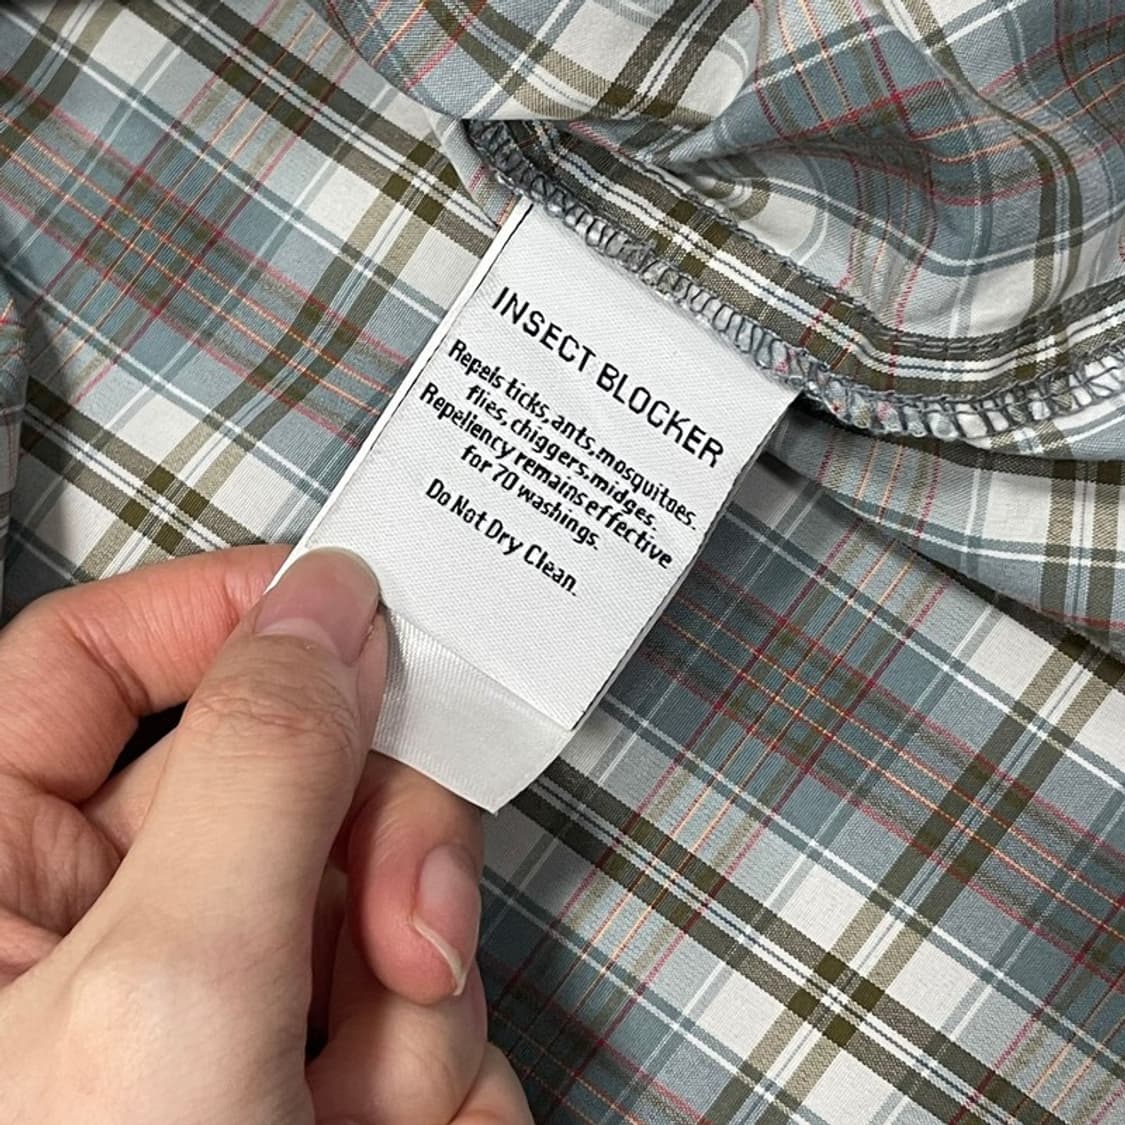 INSECT BLOCKER
Repels ticks, ants, mosquitoes,
flies, chiggers, midges.
Repellency remains effective
for 70 washings.
Do Not Dry Clean.